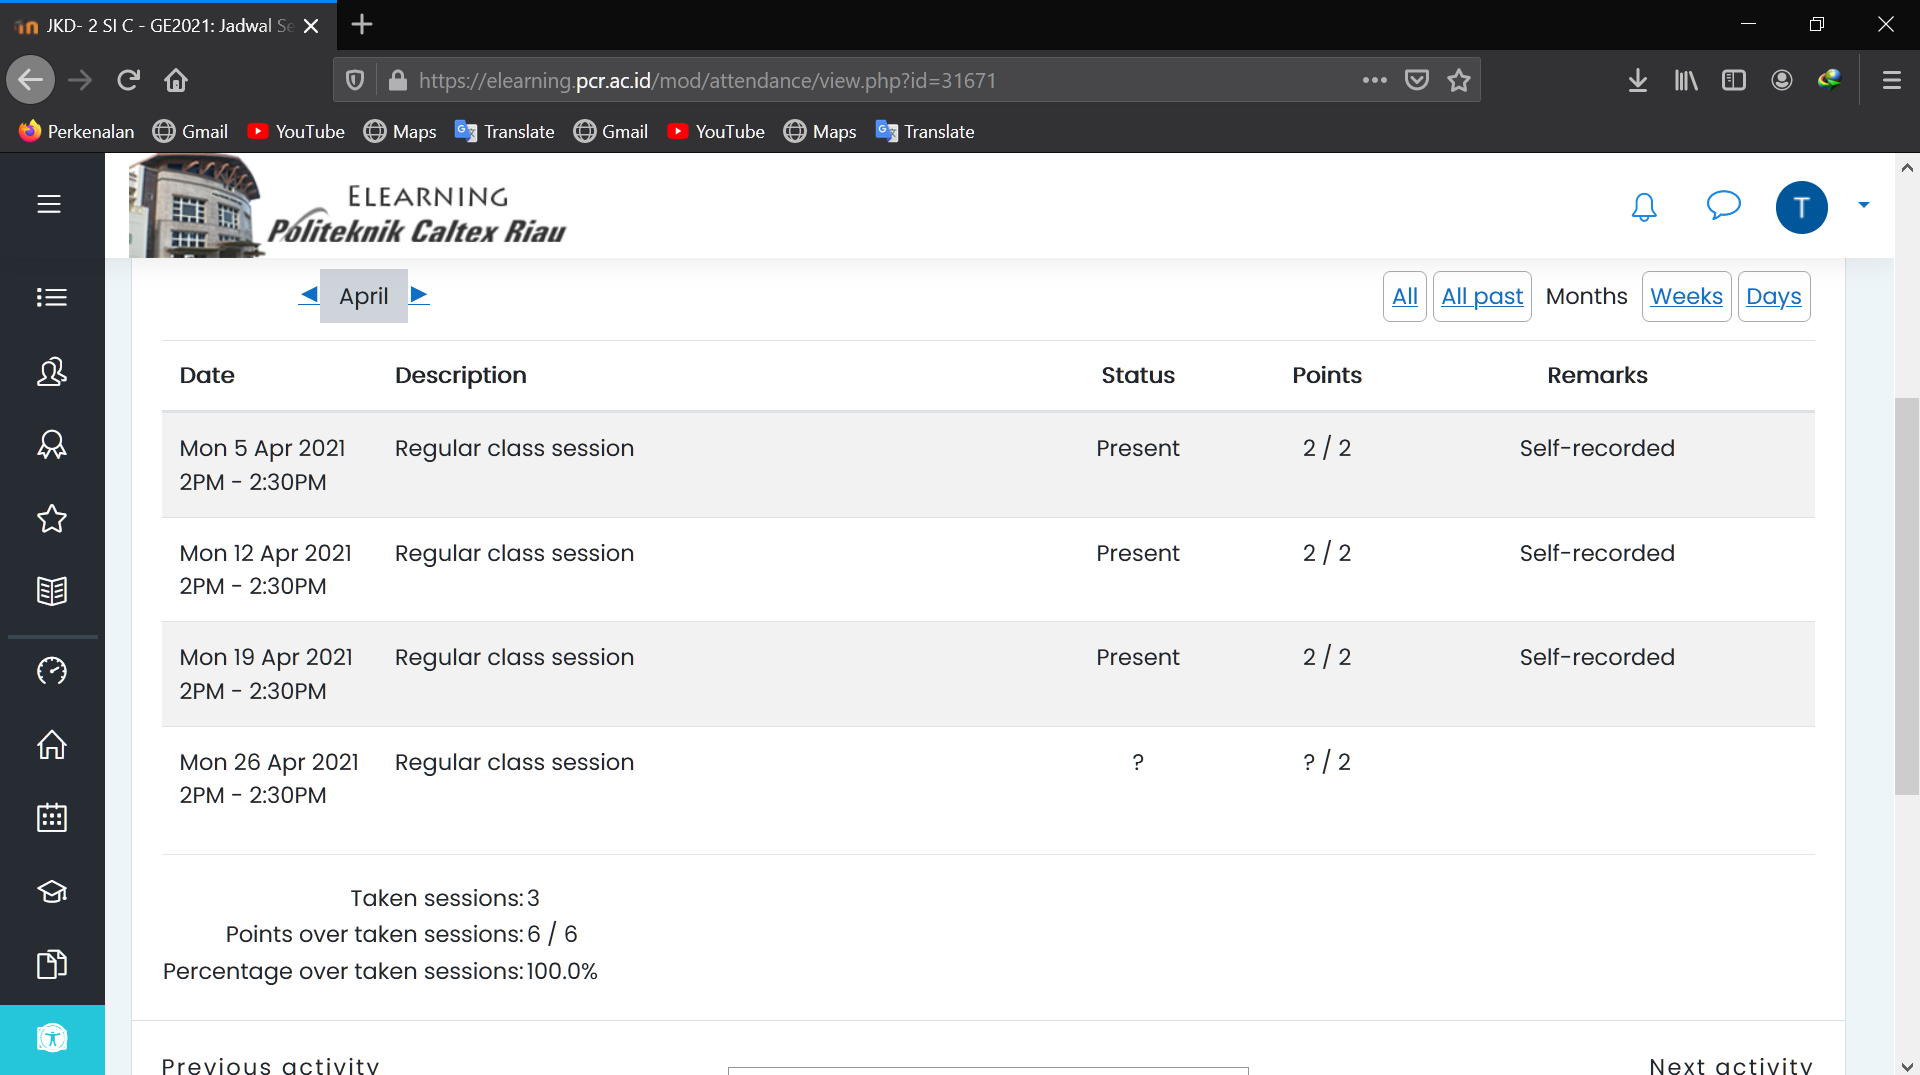 JKD- 2 SI C - GE2021: Jadwal Se
https://elearning.pcr.ac.id/mod/attendance/view.php?id=31671
Perkenalan Gmail YouTube Maps Translate Gmail YouTube Maps Translate
ELEARNING
Politeknik Caltex Riau
T
◀ April ▶ All All past Months Weeks Days
Date Description Status Points Remarks
Mon 5 Apr 2021 Regular class session Present 2 / 2 Self-recorded
2PM - 2:30PM
Mon 12 Apr 2021 Regular class session Present 2 / 2 Self-recorded
2PM - 2:30PM
Mon 19 Apr 2021 Regular class session Present 2 / 2 Self-recorded
2PM - 2:30PM
Mon 26 Apr 2021 Regular class session ? ? / 2
2PM - 2:30PM
Taken sessions: 3
Points over taken sessions: 6 / 6
Percentage over taken sessions: 100.0%
Previous activity Next activity